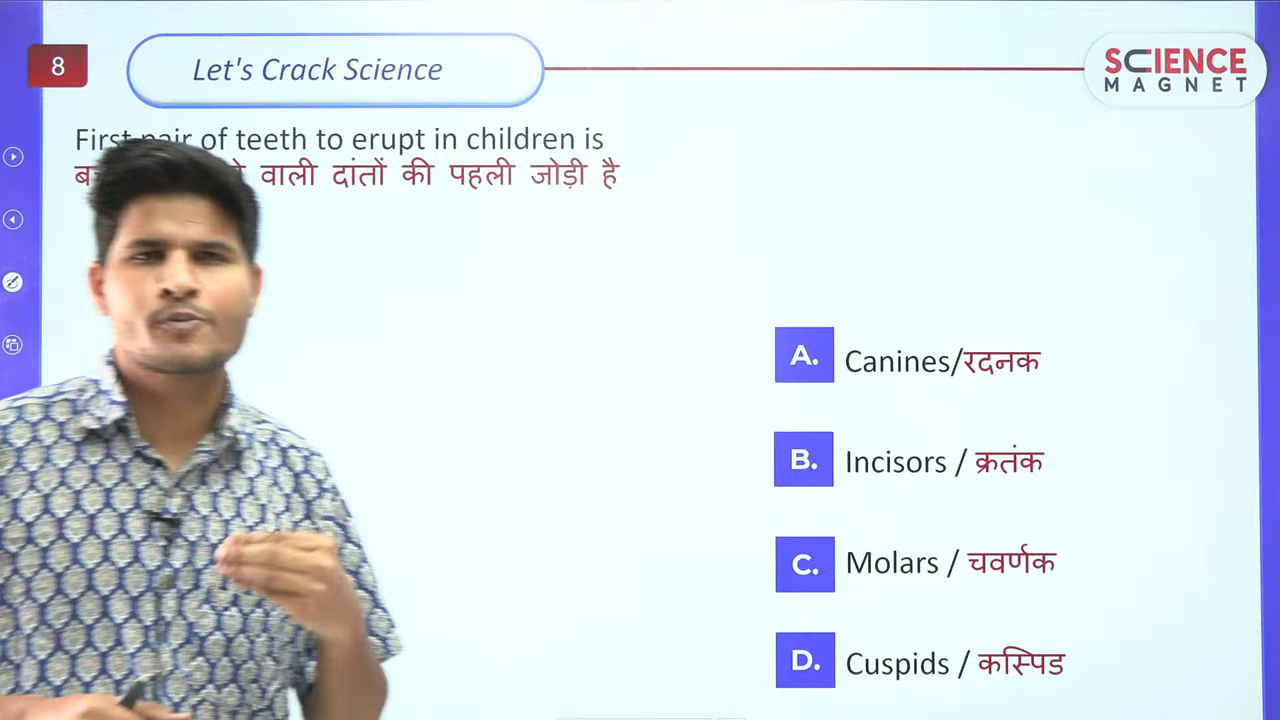 8
Let's Crack Science
SCIENCE
MAGNET
First pair of teeth to erupt in children is
वाली दांतों की पहली जोड़ी है
A. Canines/रदनक
B. Incisors / क्रतंक
C. Molars / चवर्णक
D. Cuspids / कस्पिड